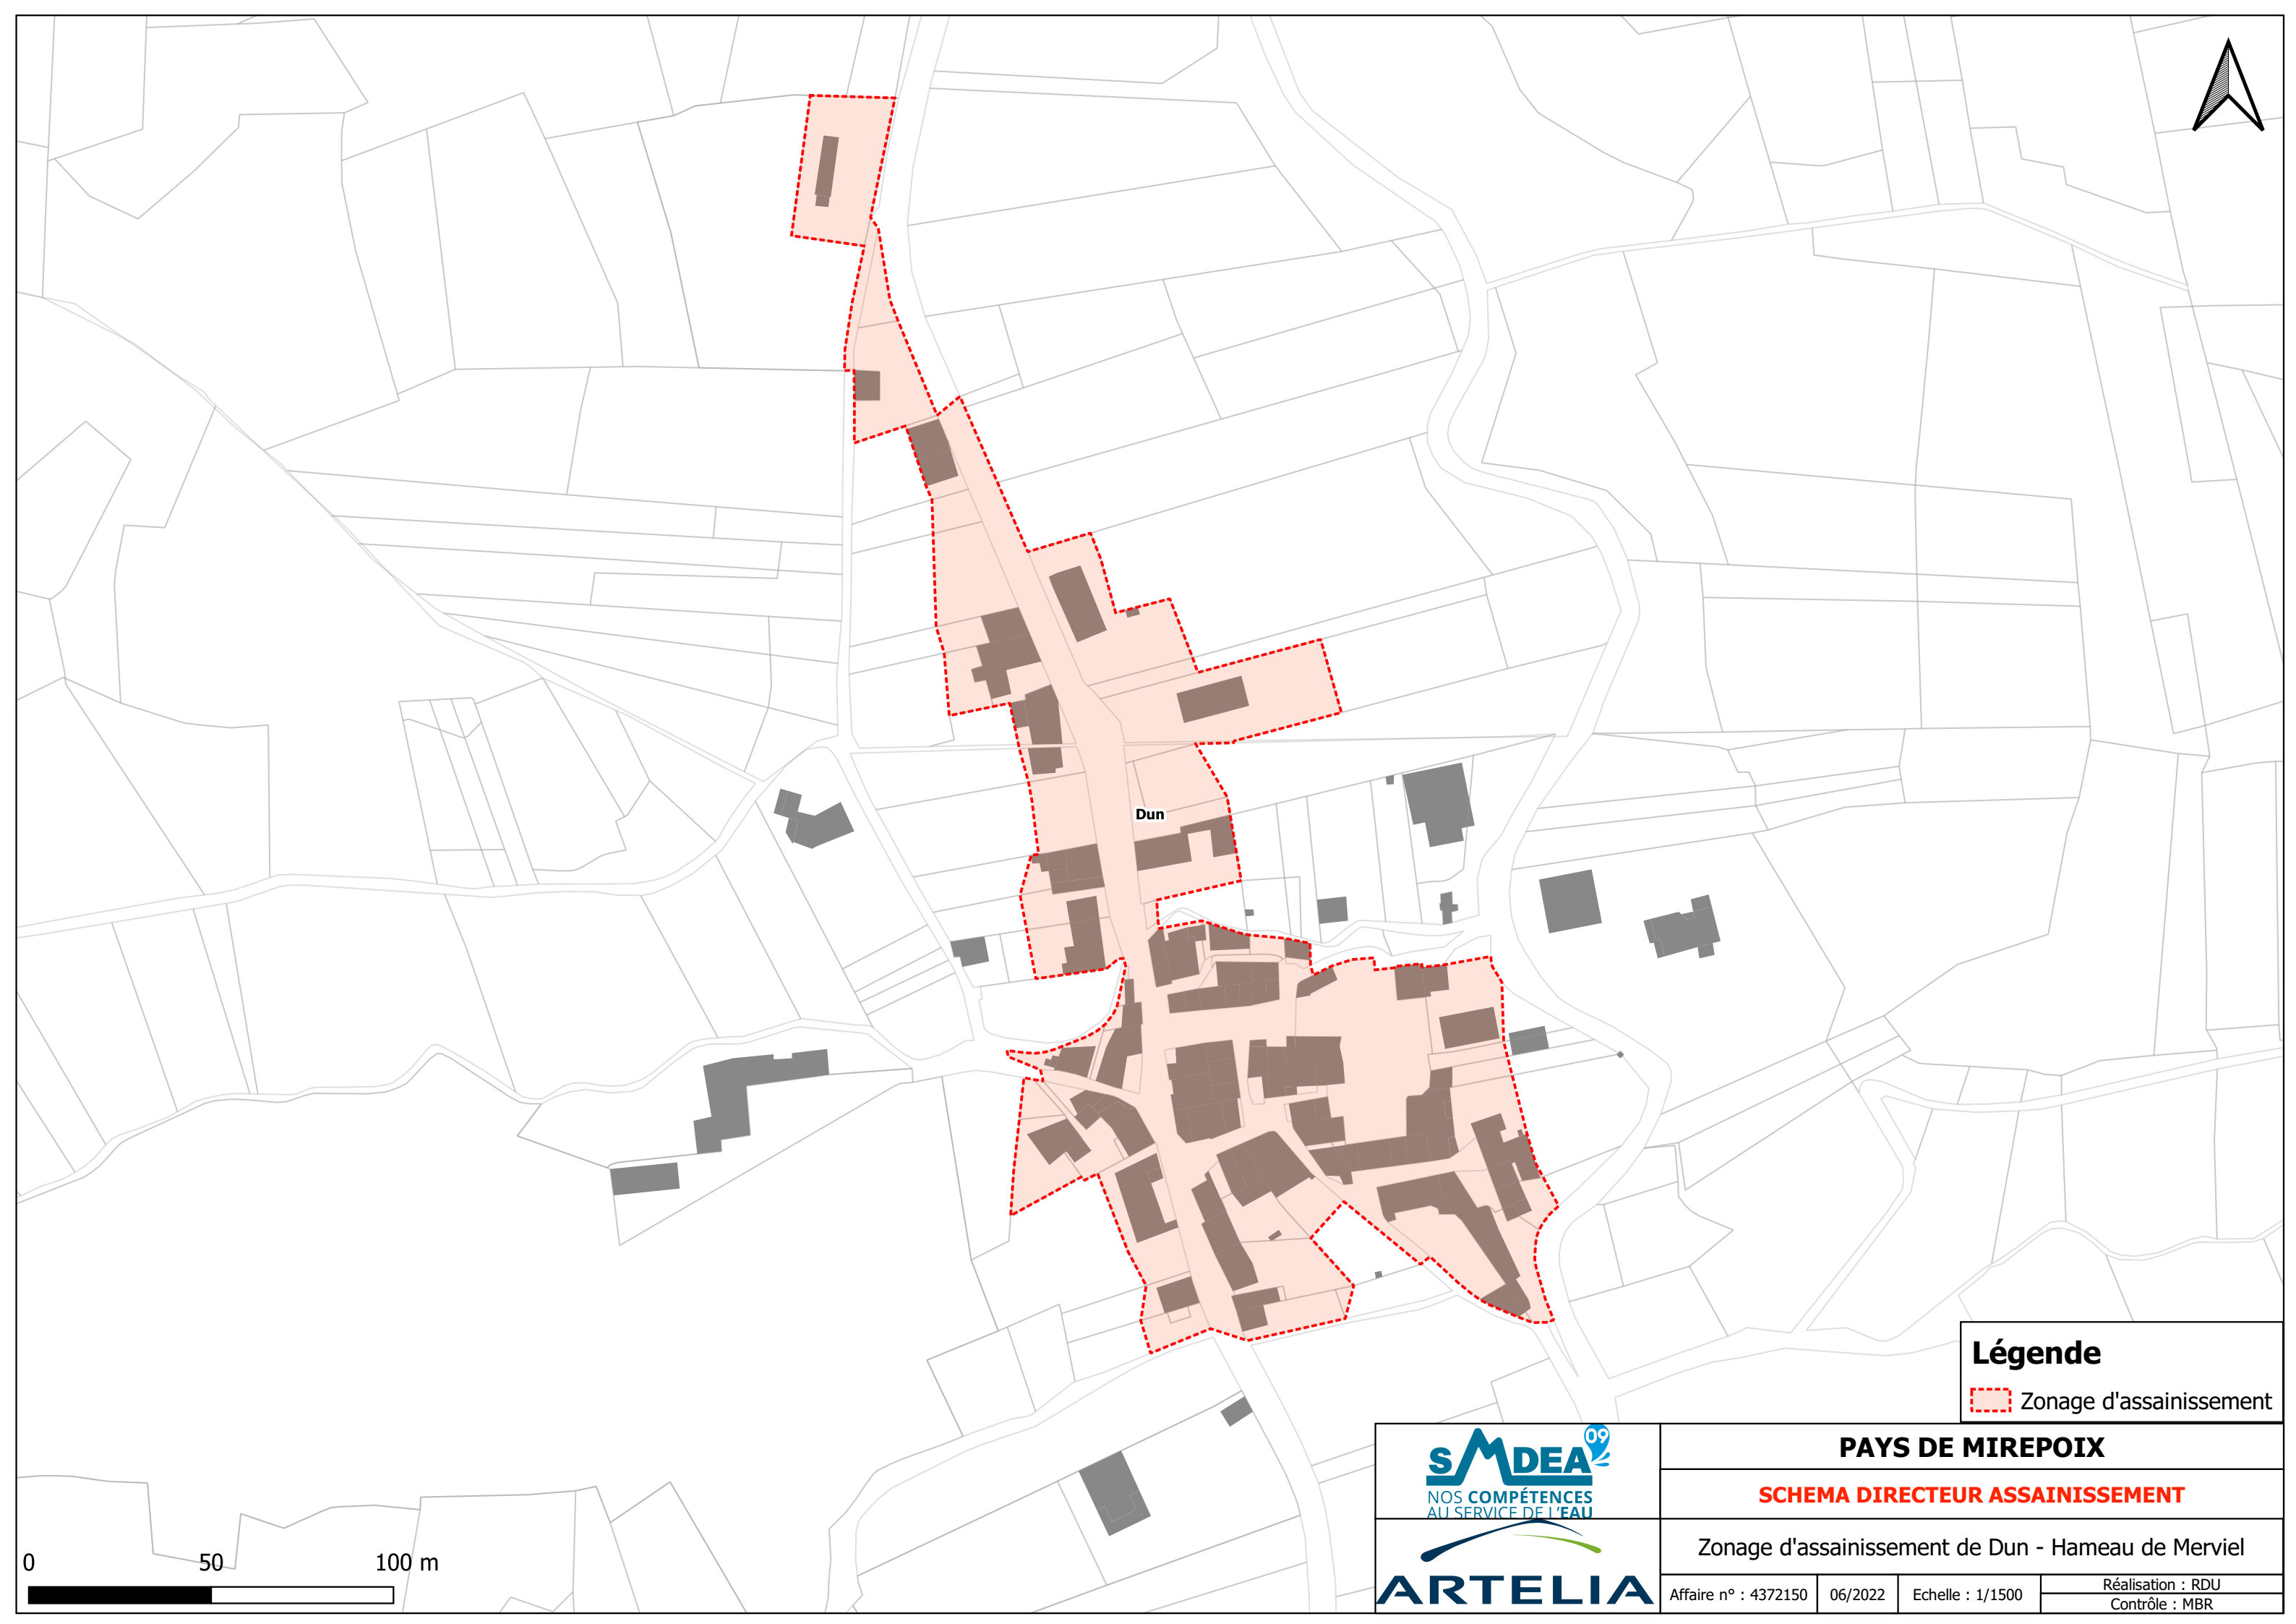 Dun
Légende
Zonage d'assainissement
SMDEA 09
NOS COMPÉTENCES
AU SERVICE DE L'EAU
ARTELIA
PAYS DE MIREPOIX
SCHEMA DIRECTEUR ASSAINISSEMENT
Zonage d'assainissement de Dun - Hameau de Merviel
Affaire n° : 4372150 06/2022 Echelle : 1/1500 Réalisation : RDU
Contrôle : MBR
0 50 100 m